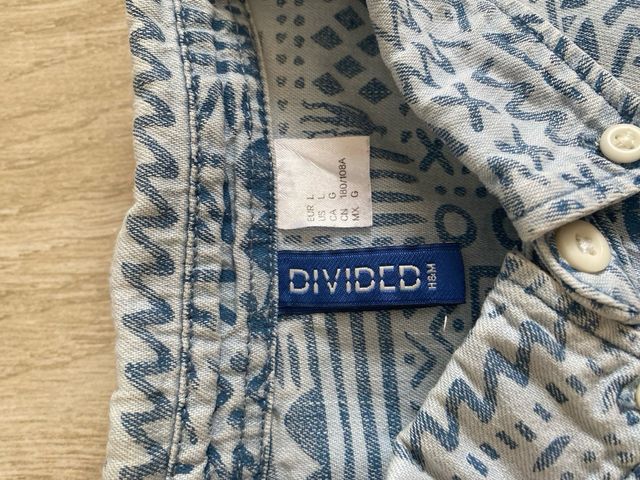 EUR L
US L
CA G
CN 180/108A
MX G
DIVIDED
H&M